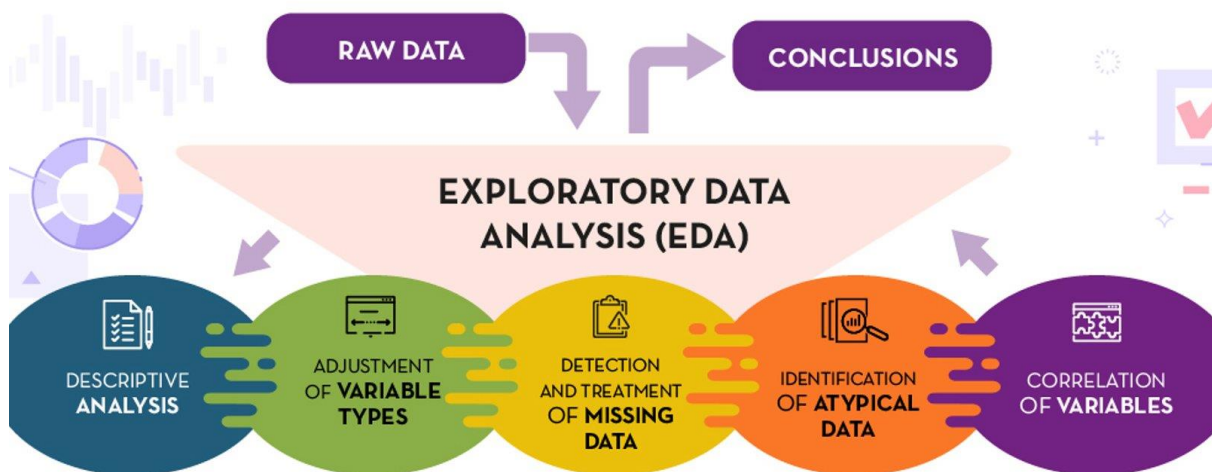 RAW DATA
CONCLUSIONS
EXPLORATORY DATA
ANALYSIS (EDA)
DESCRIPTIVE
ANALYSIS
ADJUSTMENT
OF VARIABLE
TYPES
DETECTION
AND TREATMENT
OF MISSING
DATA
IDENTIFICATION
OF ATYPICAL
DATA
CORRELATION
OF VARIABLES